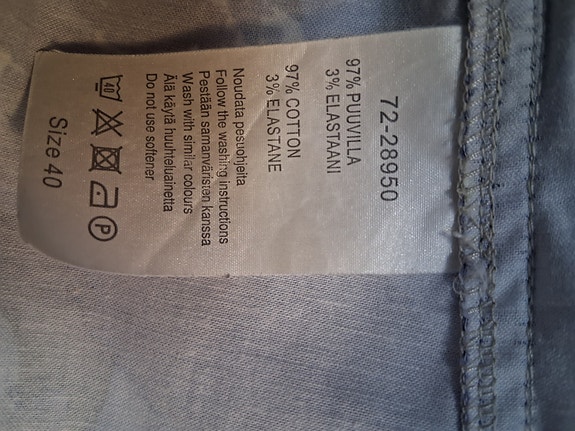 72-28950
97% PUUVILLA
3% ELASTAANI
97% COTTON
3% ELASTANE
Noudata pesuohjeita
Follow the washing instructions
Pestään samanväristen kanssa
Wash with similar colours
Älä käytä huuhteluainetta
Do not use softener
40 P
Size 40